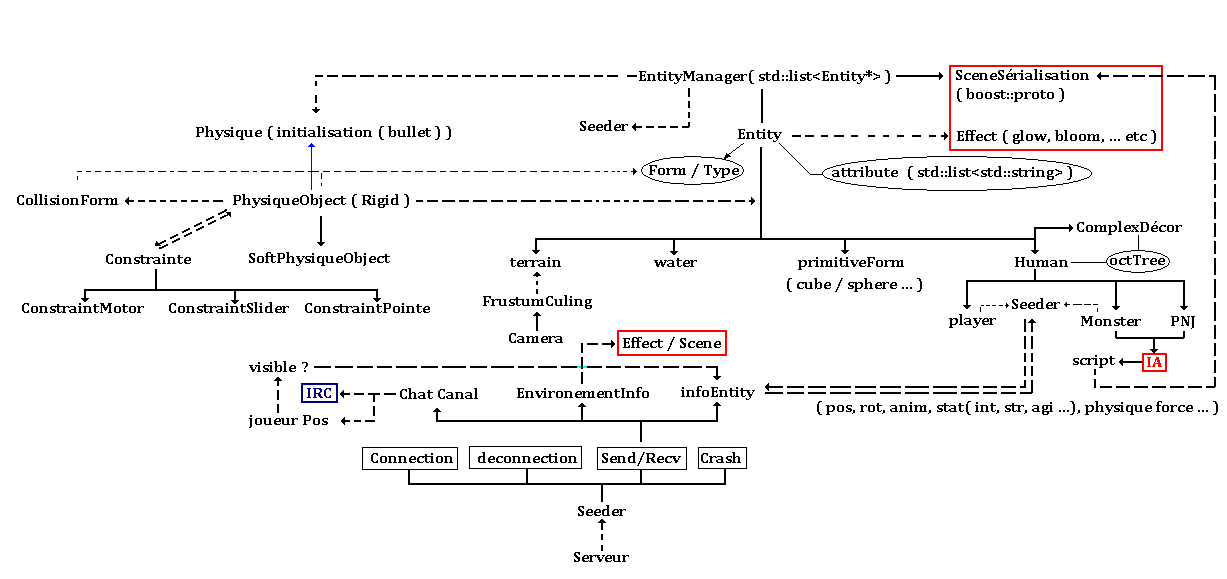 EntityManager( std::list<Entity*> )
SceneSérialisation
( boost::proto )
Physique ( initialisation ( bullet ) )
Seeder
Entity
Effect ( glow, bloom, ... etc )
Form / Type
attribute ( std::list<std::string> )
CollisionForm
PhysiqueObject ( Rigid )
ComplexDécor
Constrainte
SoftPhysiqueObject
terrain
water
primitiveForm
Human
octTree
( cube / sphere ... )
ConstraintMotor
ConstraintSlider
ConstraintPointe
FrustumCuling
Seeder
player
Monster
PNJ
Camera
Effect / Scene
script
IA
visible ?
IRC
Chat Canal
EnvironementInfo
infoEntity
( pos, rot, anim, stat( int, str, agi ...), physique force ... )
joueur Pos
Connection
deconnection
Send/Recv
Crash
Seeder
Serveur